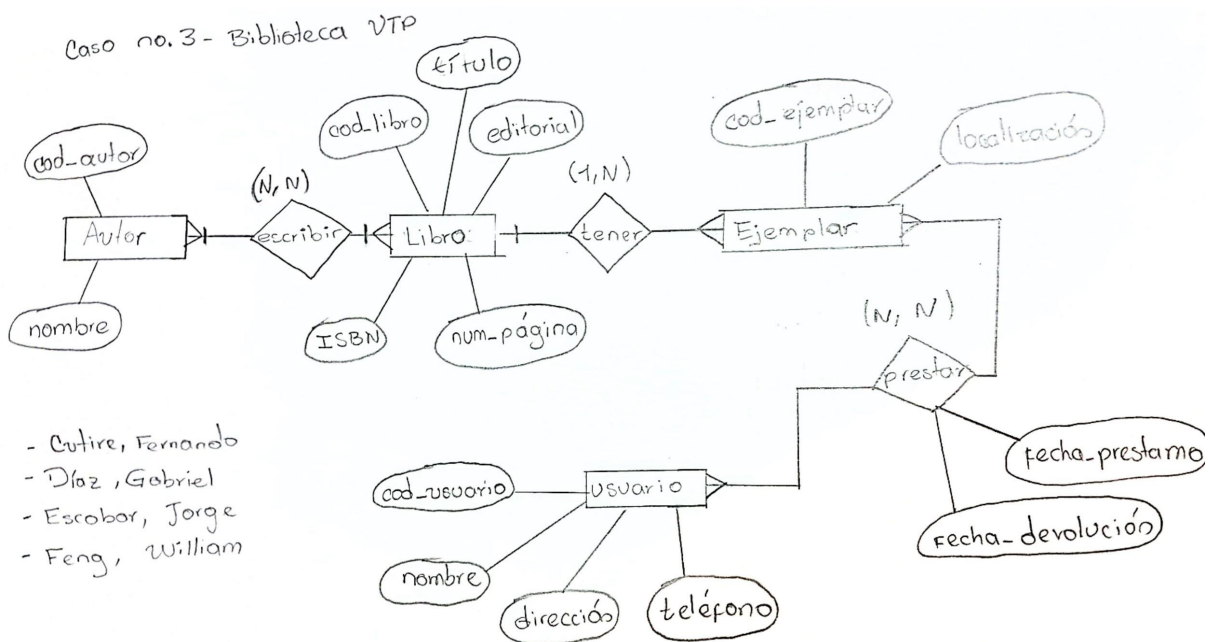 Caso no.3 - Biblioteca UTP
título
cod_libro
editorial
cod_ejemplar
localización
cod_autor
(N, N)
(1, N)
Autor
escribir
Libro
tener
Ejemplar
nombre
ISBN
num_página
(N, N)
prestar
- Cutire, Fernando
- Díaz, Gabriel
- Escobar, Jorge
- Feng, William
cod_usuario
usuario
fecha_prestamo
fecha_devolución
nombre
dirección
teléfono